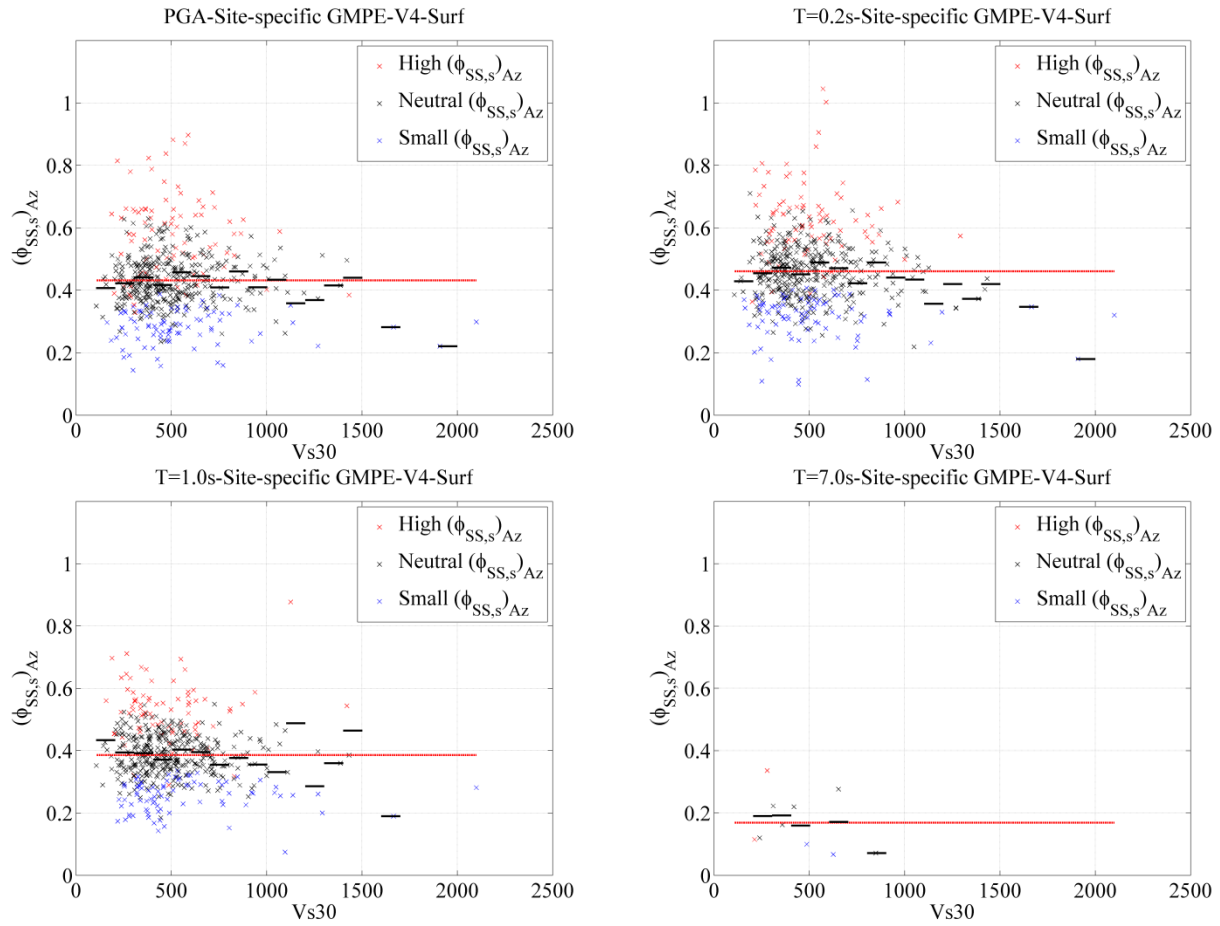 PGA-Site-specific GMPE-V4-Surf
High (ϕSS,s)Az
Neutral (ϕSS,s)Az
Small (ϕSS,s)Az
(ϕSS,s)Az
1
0.8
0.6
0.4
0.2
0
0 500 1000 1500 2000 2500
Vs30
T=0.2s-Site-specific GMPE-V4-Surf
High (ϕSS,s)Az
Neutral (ϕSS,s)Az
Small (ϕSS,s)Az
(ϕSS,s)Az
1
0.8
0.6
0.4
0.2
0
0 500 1000 1500 2000 2500
Vs30
T=1.0s-Site-specific GMPE-V4-Surf
High (ϕSS,s)Az
Neutral (ϕSS,s)Az
Small (ϕSS,s)Az
(ϕSS,s)Az
1
0.8
0.6
0.4
0.2
0
0 500 1000 1500 2000 2500
Vs30
T=7.0s-Site-specific GMPE-V4-Surf
High (ϕSS,s)Az
Neutral (ϕSS,s)Az
Small (ϕSS,s)Az
(ϕSS,s)Az
1
0.8
0.6
0.4
0.2
0
0 500 1000 1500 2000 2500
Vs30